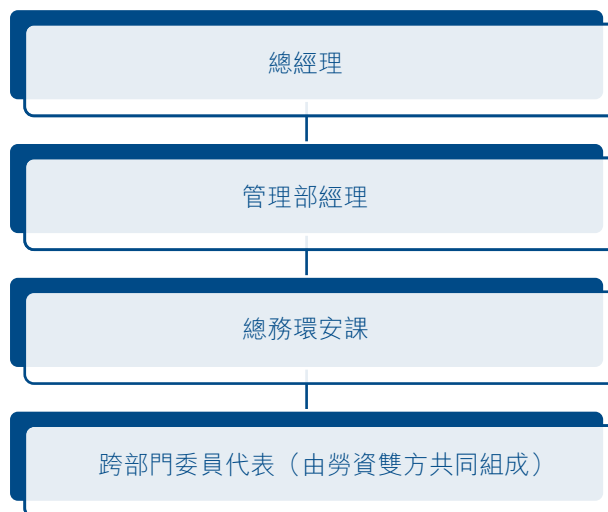 總經理
管理部經理
總務環安課
跨部門委員代表（由勞資雙方共同組成）